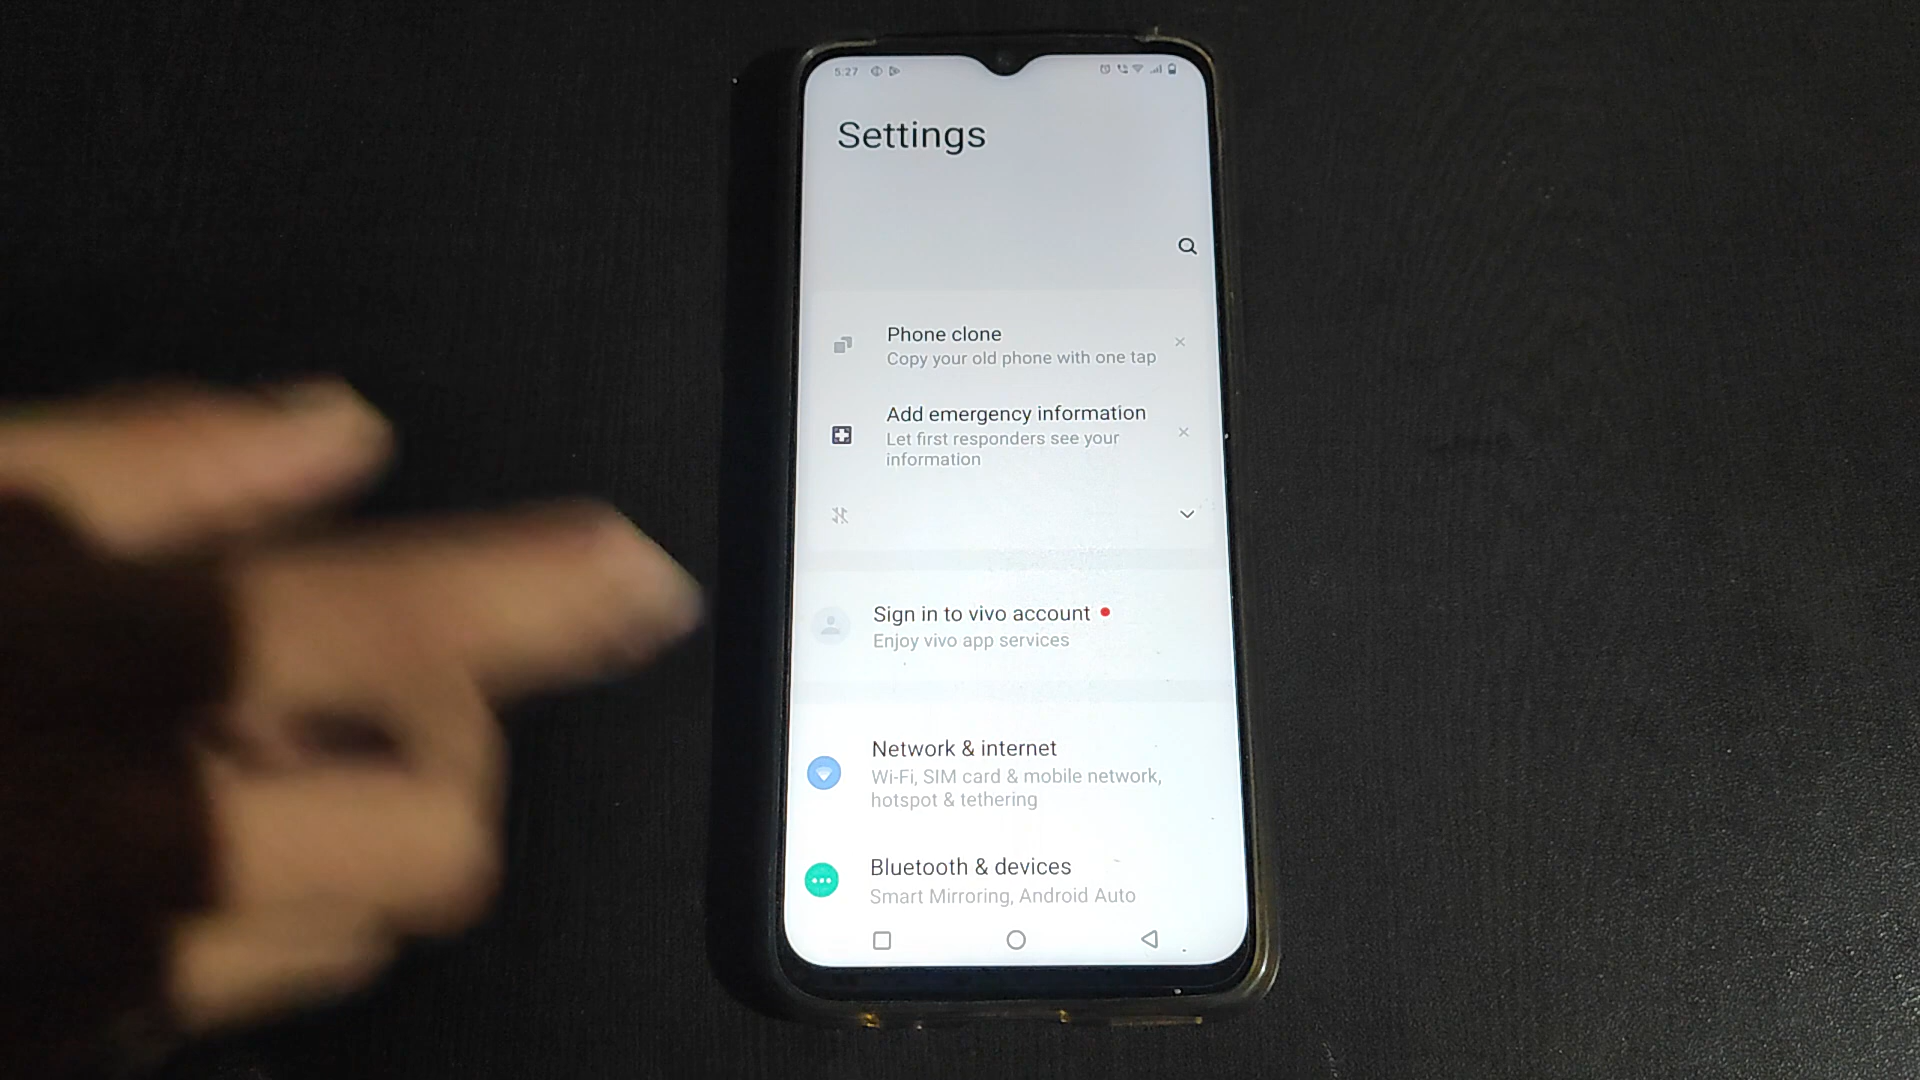 5:27
Settings
Phone clone
Copy your old phone with one tap
Add emergency information
Let first responders see your
information
Sign in to vivo account
Enjoy vivo app services
Network & internet
Wi-Fi, SIM card & mobile network,
hotspot & tethering
Bluetooth & devices
Smart Mirroring, Android Auto